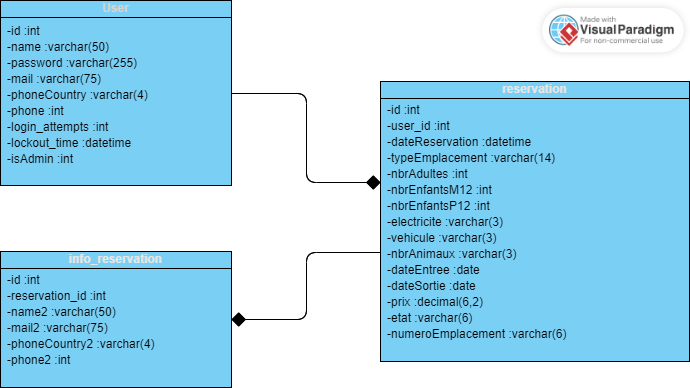 User
-id :int
-name :varchar(50)
-password :varchar(255)
-mail :varchar(75)
-phoneCountry :varchar(4)
-phone :int
-login_attempts :int
-lockout_time :datetime
-isAdmin :int
Made with
Visual Paradigm
For non-commercial use
reservation
-id :int
-user_id :int
-dateReservation :datetime
-typeEmplacement :varchar(14)
-nbrAdultes :int
-nbrEnfantsM12 :int
-nbrEnfantsP12 :int
-electricite :varchar(3)
-vehicule :varchar(3)
-nbrAnimaux :varchar(3)
-dateEntree :date
-dateSortie :date
-prix :decimal(6,2)
-etat :varchar(6)
-numeroEmplacement :varchar(6)
info_reservation
-id :int
-reservation_id :int
-name2 :varchar(50)
-mail2 :varchar(75)
-phoneCountry2 :varchar(4)
-phone2 :int